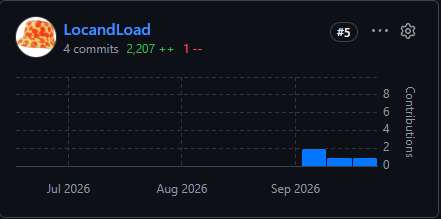 LocandLoad
#5
4 commits 2,207 ++ 1 --
8
6
4
2
0
Contributions
Jul 2026
Aug 2026
Sep 2026